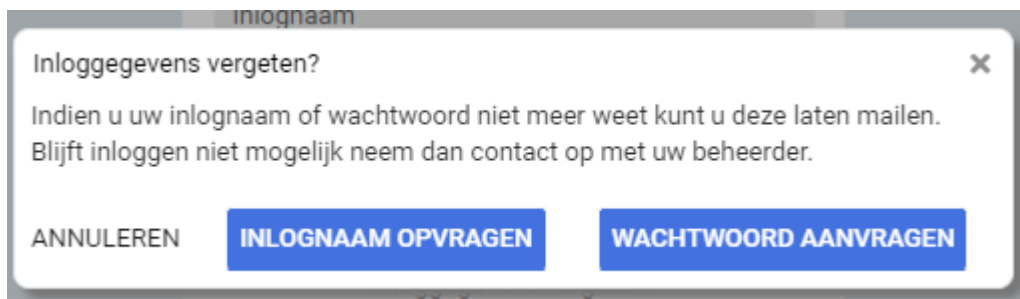 Inlognaam
Inloggegevens vergeten?
Indien u uw inlognaam of wachtwoord niet meer weet kunt u deze laten mailen.
Blijft inloggen niet mogelijk neem dan contact op met uw beheerder.
ANNULEREN INLOGNAAM OPVRAGEN WACHTWOORD AANVRAGEN